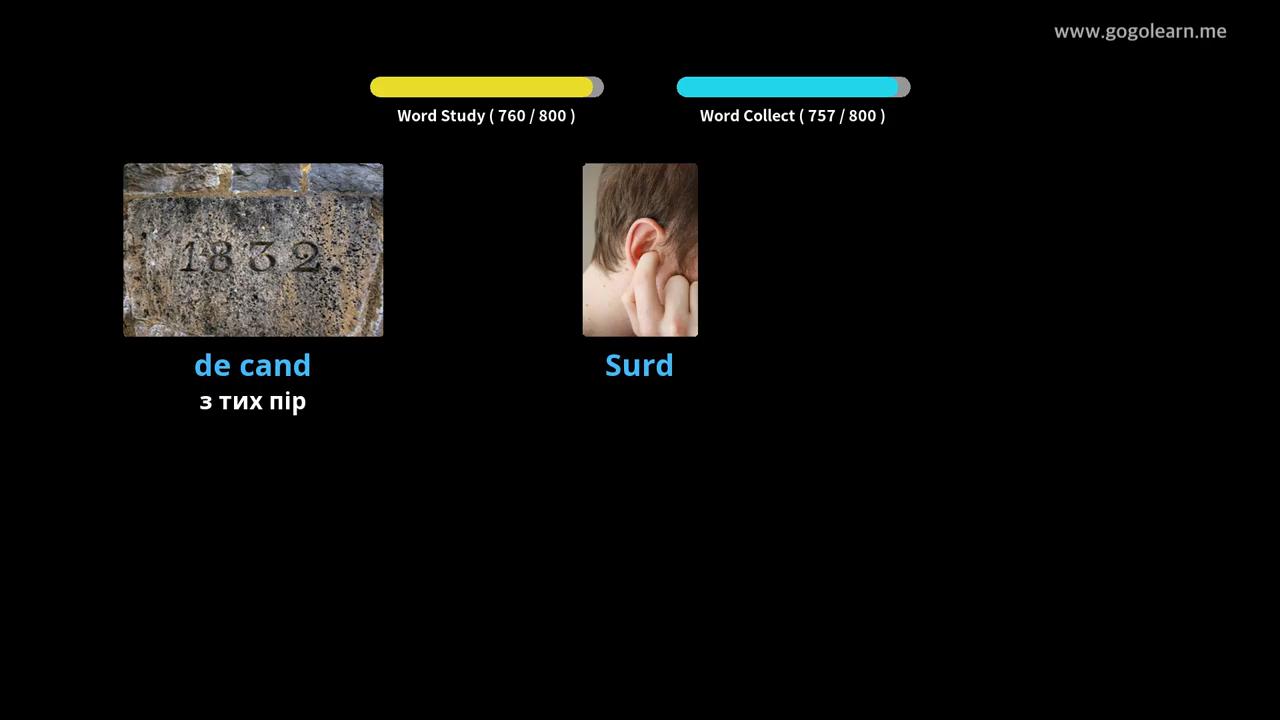 www.gogolearn.me
Word Study ( 760 / 800 )
Word Collect ( 757 / 800 )
1832.
de cand
Surd
з тих пір